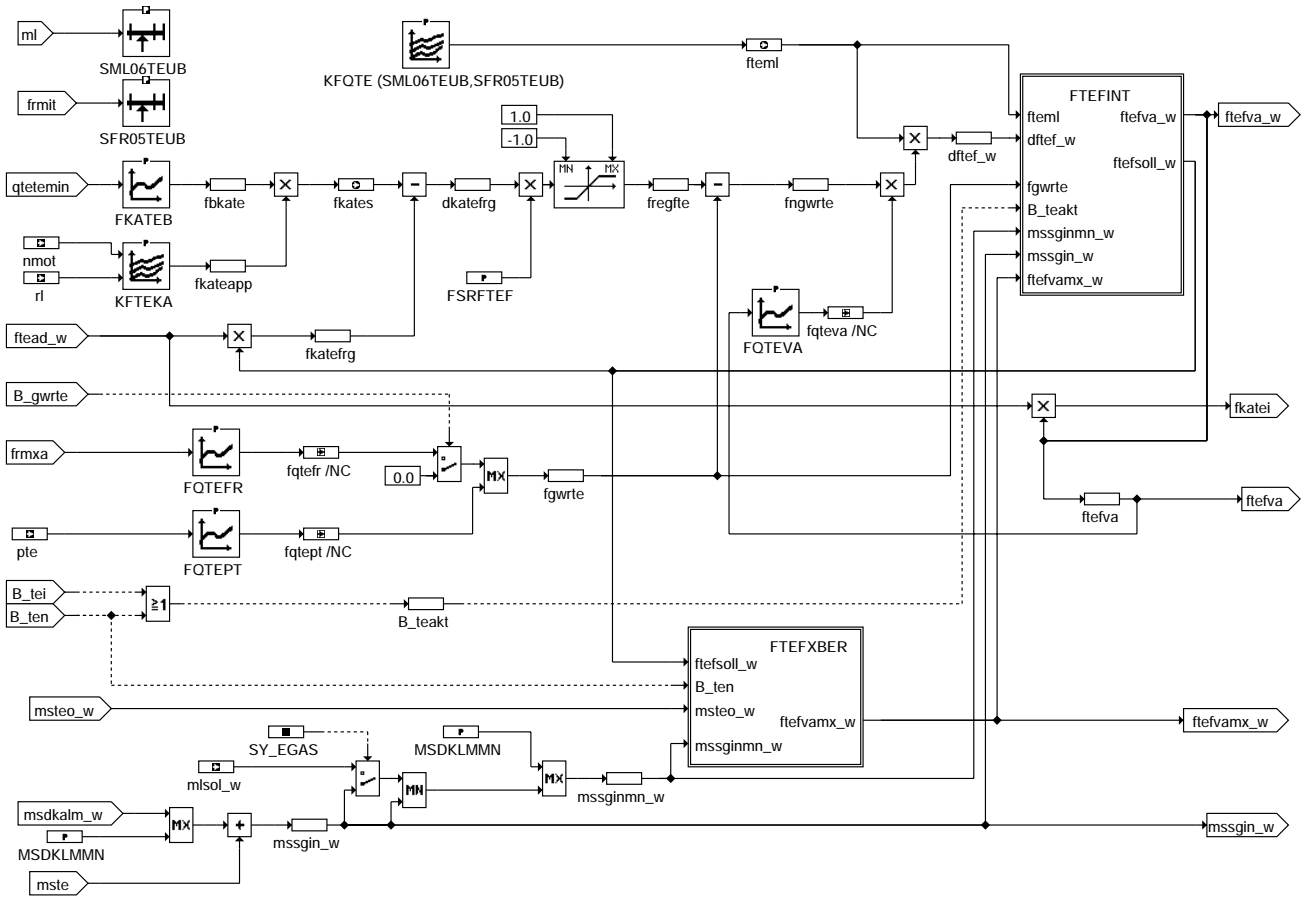 ml
P
SML06TEUB
frmit
P
SFR05TEUB
P
KFQTE (SML06TEUB,SFR05TEUB)
fteml
FTEFINT
fteml
ftefva_w
dftef_w
ftefsoll_w
fgwrte
B_teakt
mssginmn_w
mssgin_w
ftefvamx_w
ftefva_w
1.0
-1.0
MN
MX
dftef_w
qtetemin
P
FKATEB
fbkate
fkates
dkatefrg
fregfte
fngwrte
nmot
rl
P
KFTEKA
fkateapp
P
FSRFTEF
P
FQTEVA
fqteva /NC
ftead_w
fkatefrg
B_gwrte
fkatei
frmxa
P
FQTEFR
fqtefr /NC
0.0
MX
fgwrte
ftefva
ftefva
pte
P
FQTEPT
fqtept /NC
B_tei
B_ten
≥1
B_teakt
FTEFXBER
ftefsoll_w
B_ten
msteo_w
ftefvamx_w
mssginmn_w
msteo_w
ftefvamx_w
SY_EGAS
P
MSDKLMMN
mlsol_w
MN
MX
mssginmn_w
msdkalm_w
P
MSDKLMMN
MX
mssgin_w
mssgin_w
mste